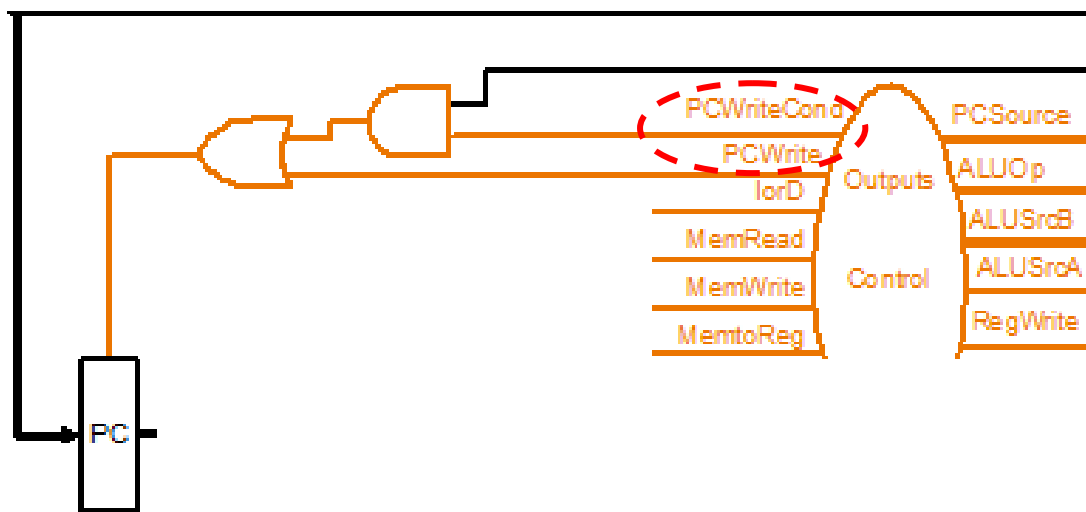 PCWriteCond
PCWrite
IorD
MemRead
MemWrite
MemtoReg
Outputs
Control
PCSource
ALUOp
ALUSrcB
ALUSrcA
RegWrite
PC